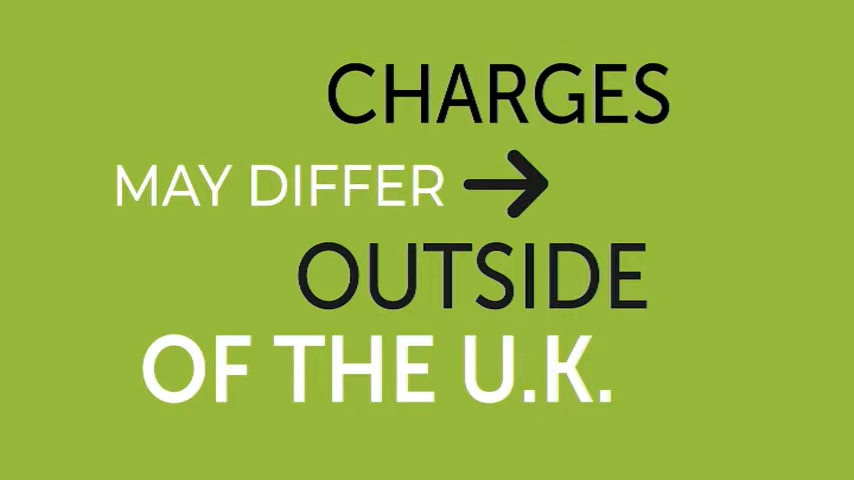 CHARGES
MAY DIFFER →
OUTSIDE
OF THE U.K.